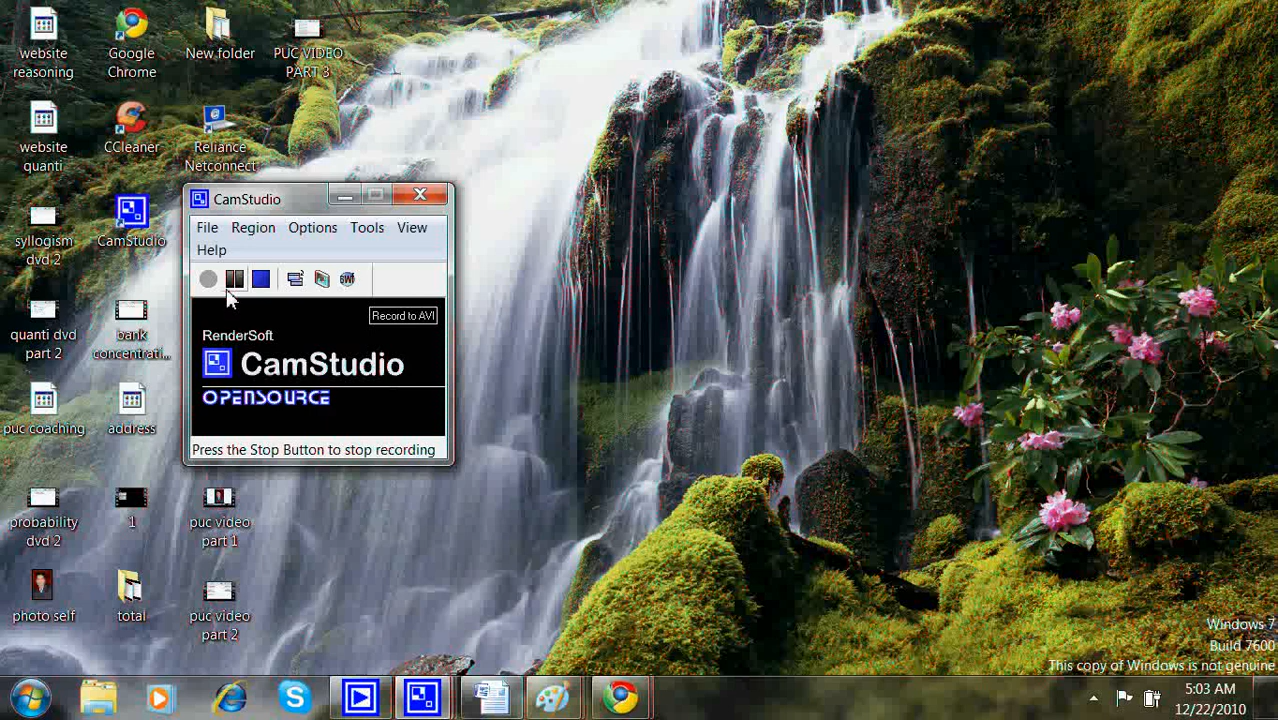 website
reasoning
Google
Chrome
New folder
PUC VIDEO
PART 3
website
quanti
CCleaner
Reliance
Netconnect
syllogism
dvd 2
CamStudio
quanti dvd
part 2
bank
concentrati...
puc coaching
address
probability
dvd 2
1
puc video
part 1
photo self
total
puc video
part 2
CamStudio
File Region Options Tools View
Help
SWF
Record to AVI
RenderSoft
CamStudio
OPENSOURCE
Press the Stop Button to stop recording
Windows 7
Build 7600
This copy of Windows is not genuine
5:03 AM
12/22/2010